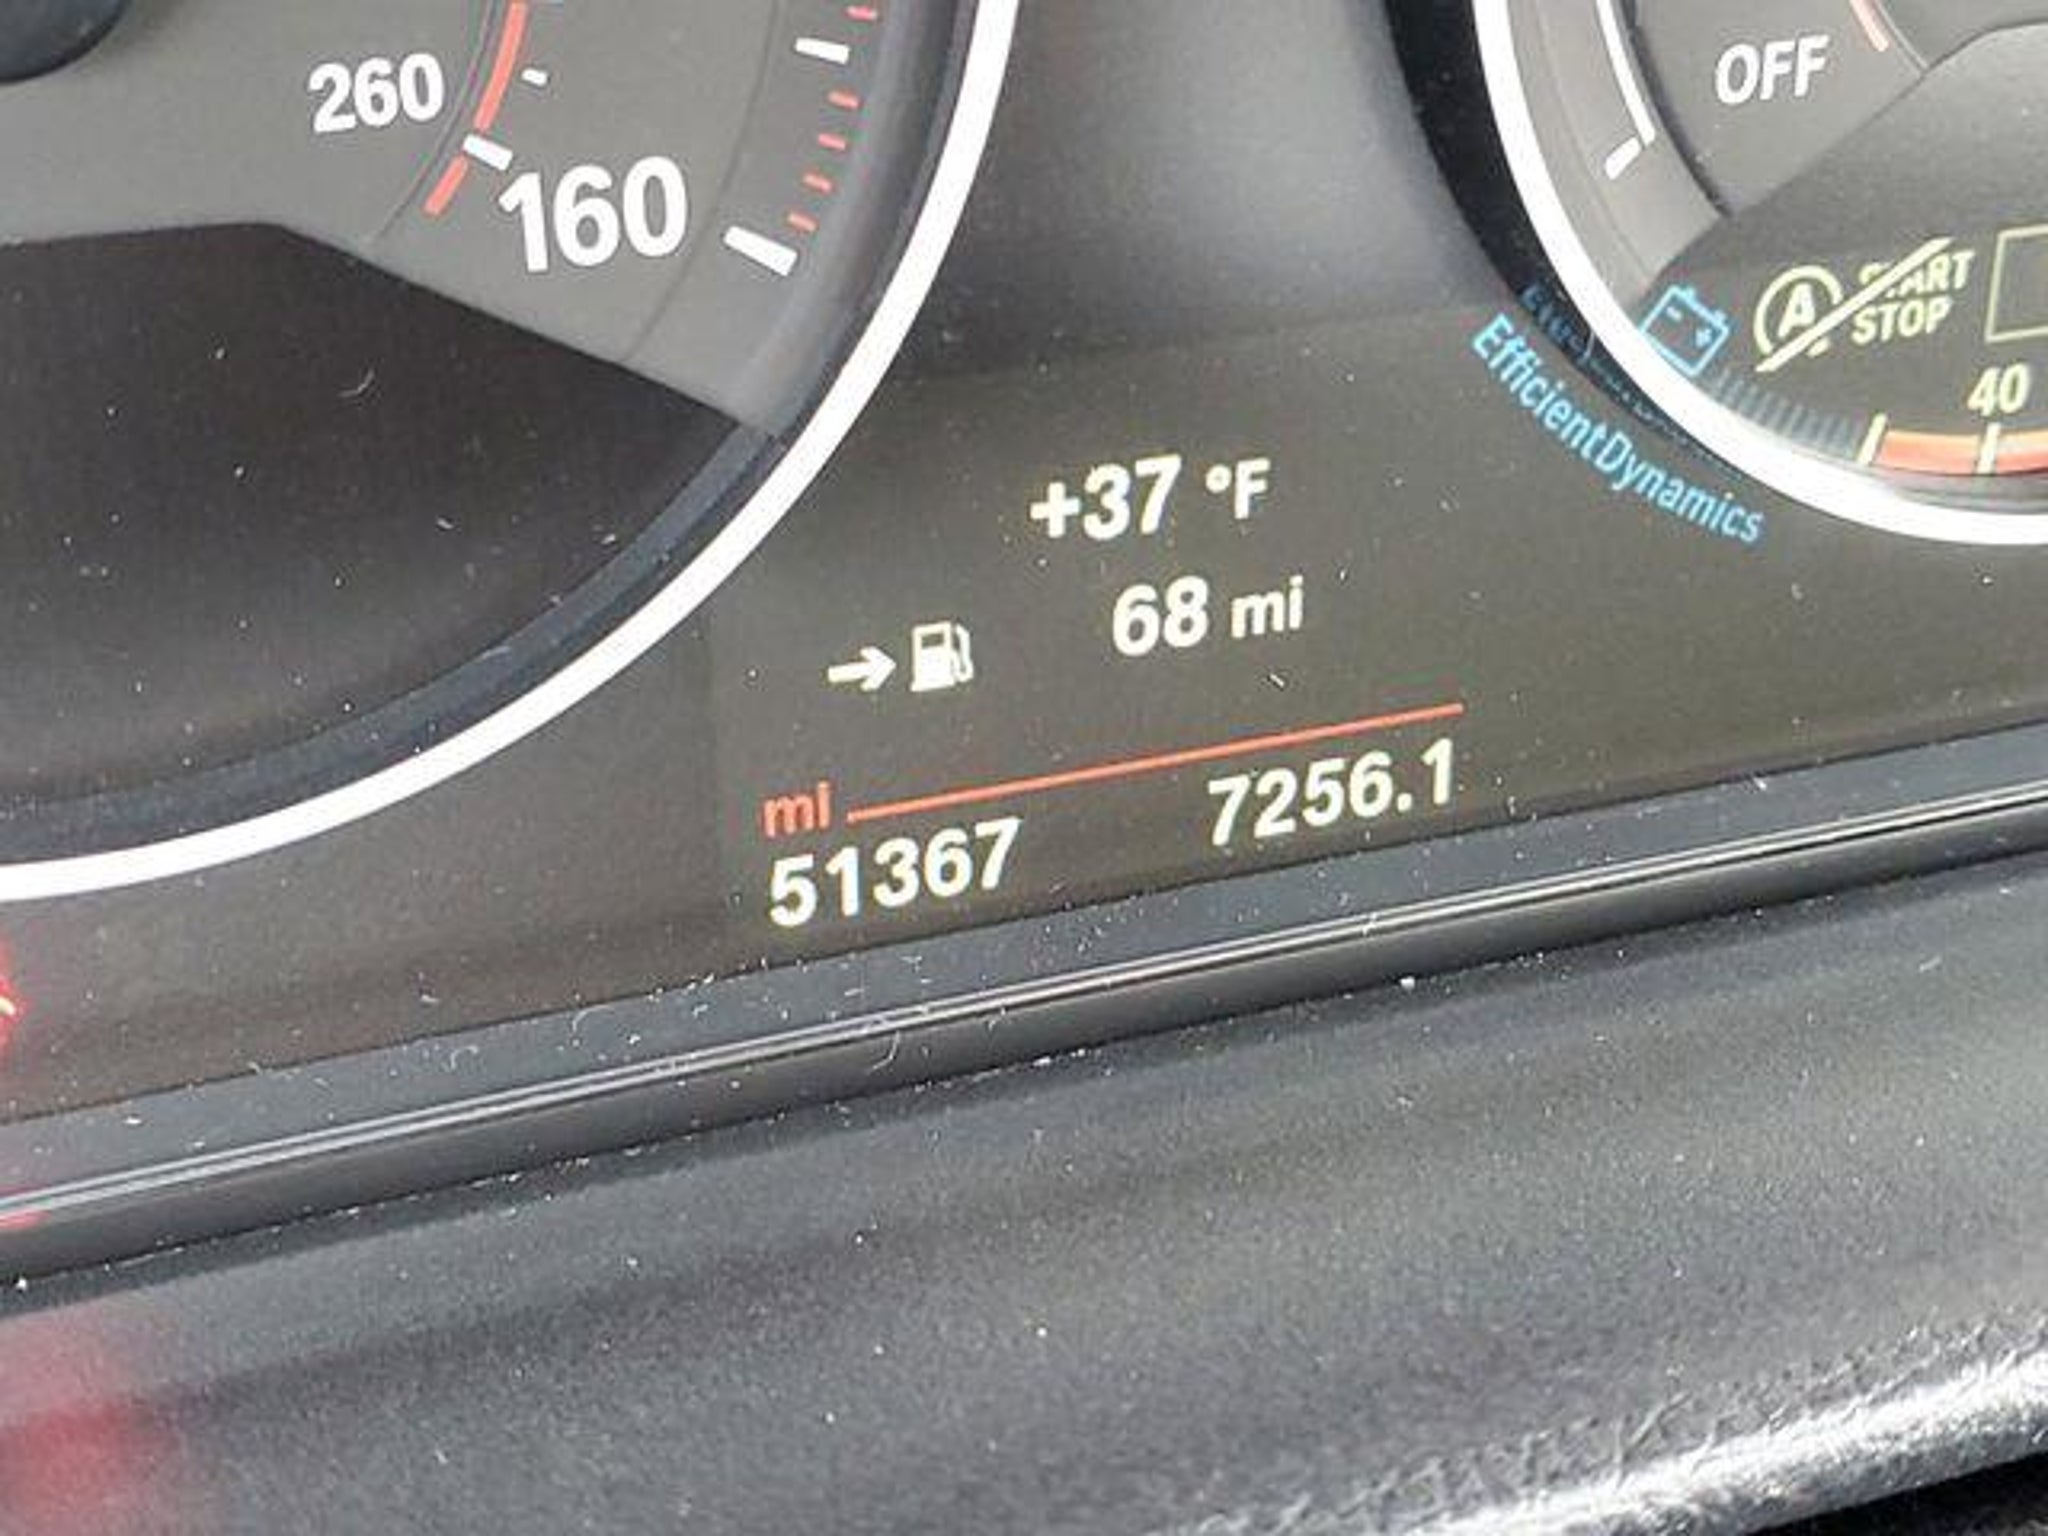 260
160
OFF
A
START
STOP
40
EfficientDynamics
+37 °F
68 mi
mi
51367 7256.1